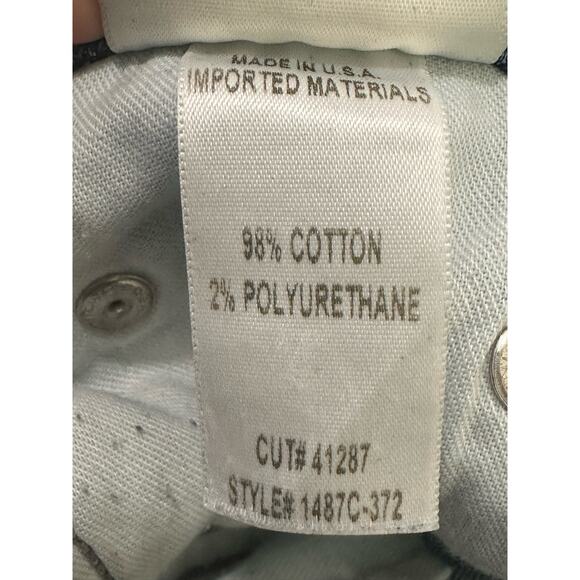 MADE IN U.S.A.
IMPORTED MATERIALS
98% COTTON
2% POLYURETHANE
CUT# 41287
STYLE# 1487C-372